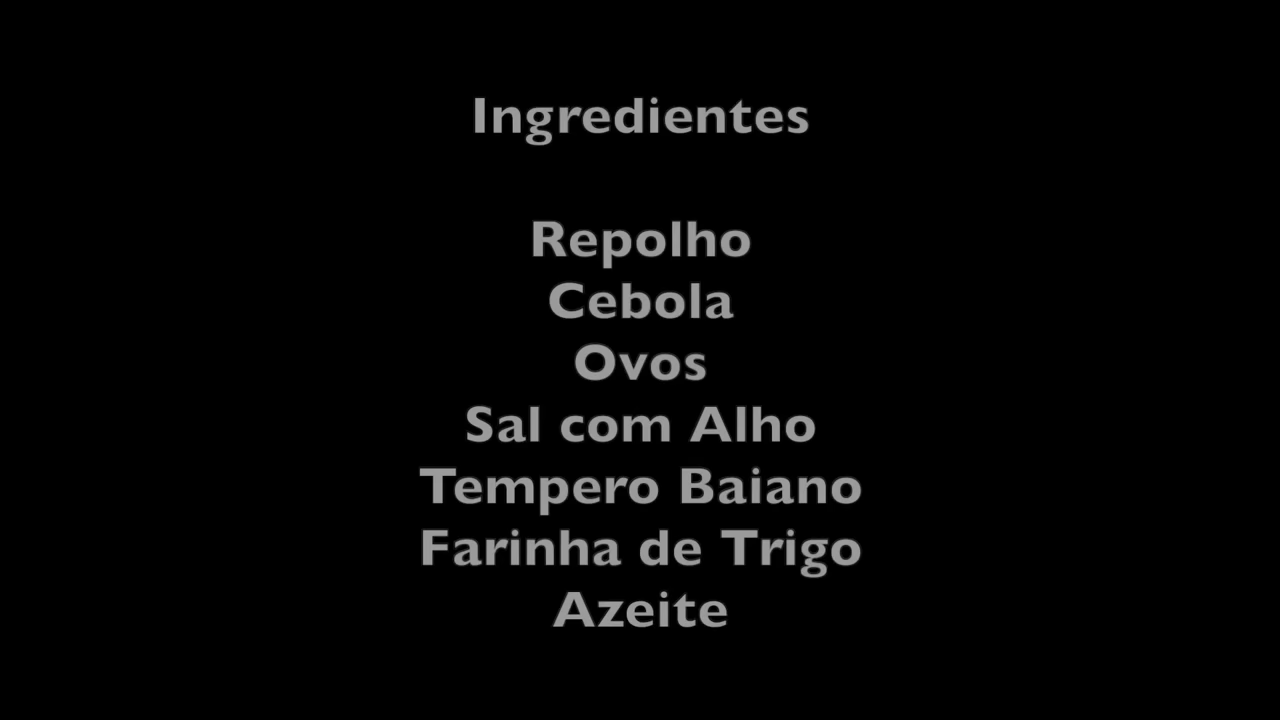 Ingredientes
Repolho
Cebola
Ovos
Sal com Alho
Tempero Baiano
Farinha de Trigo
Azeite